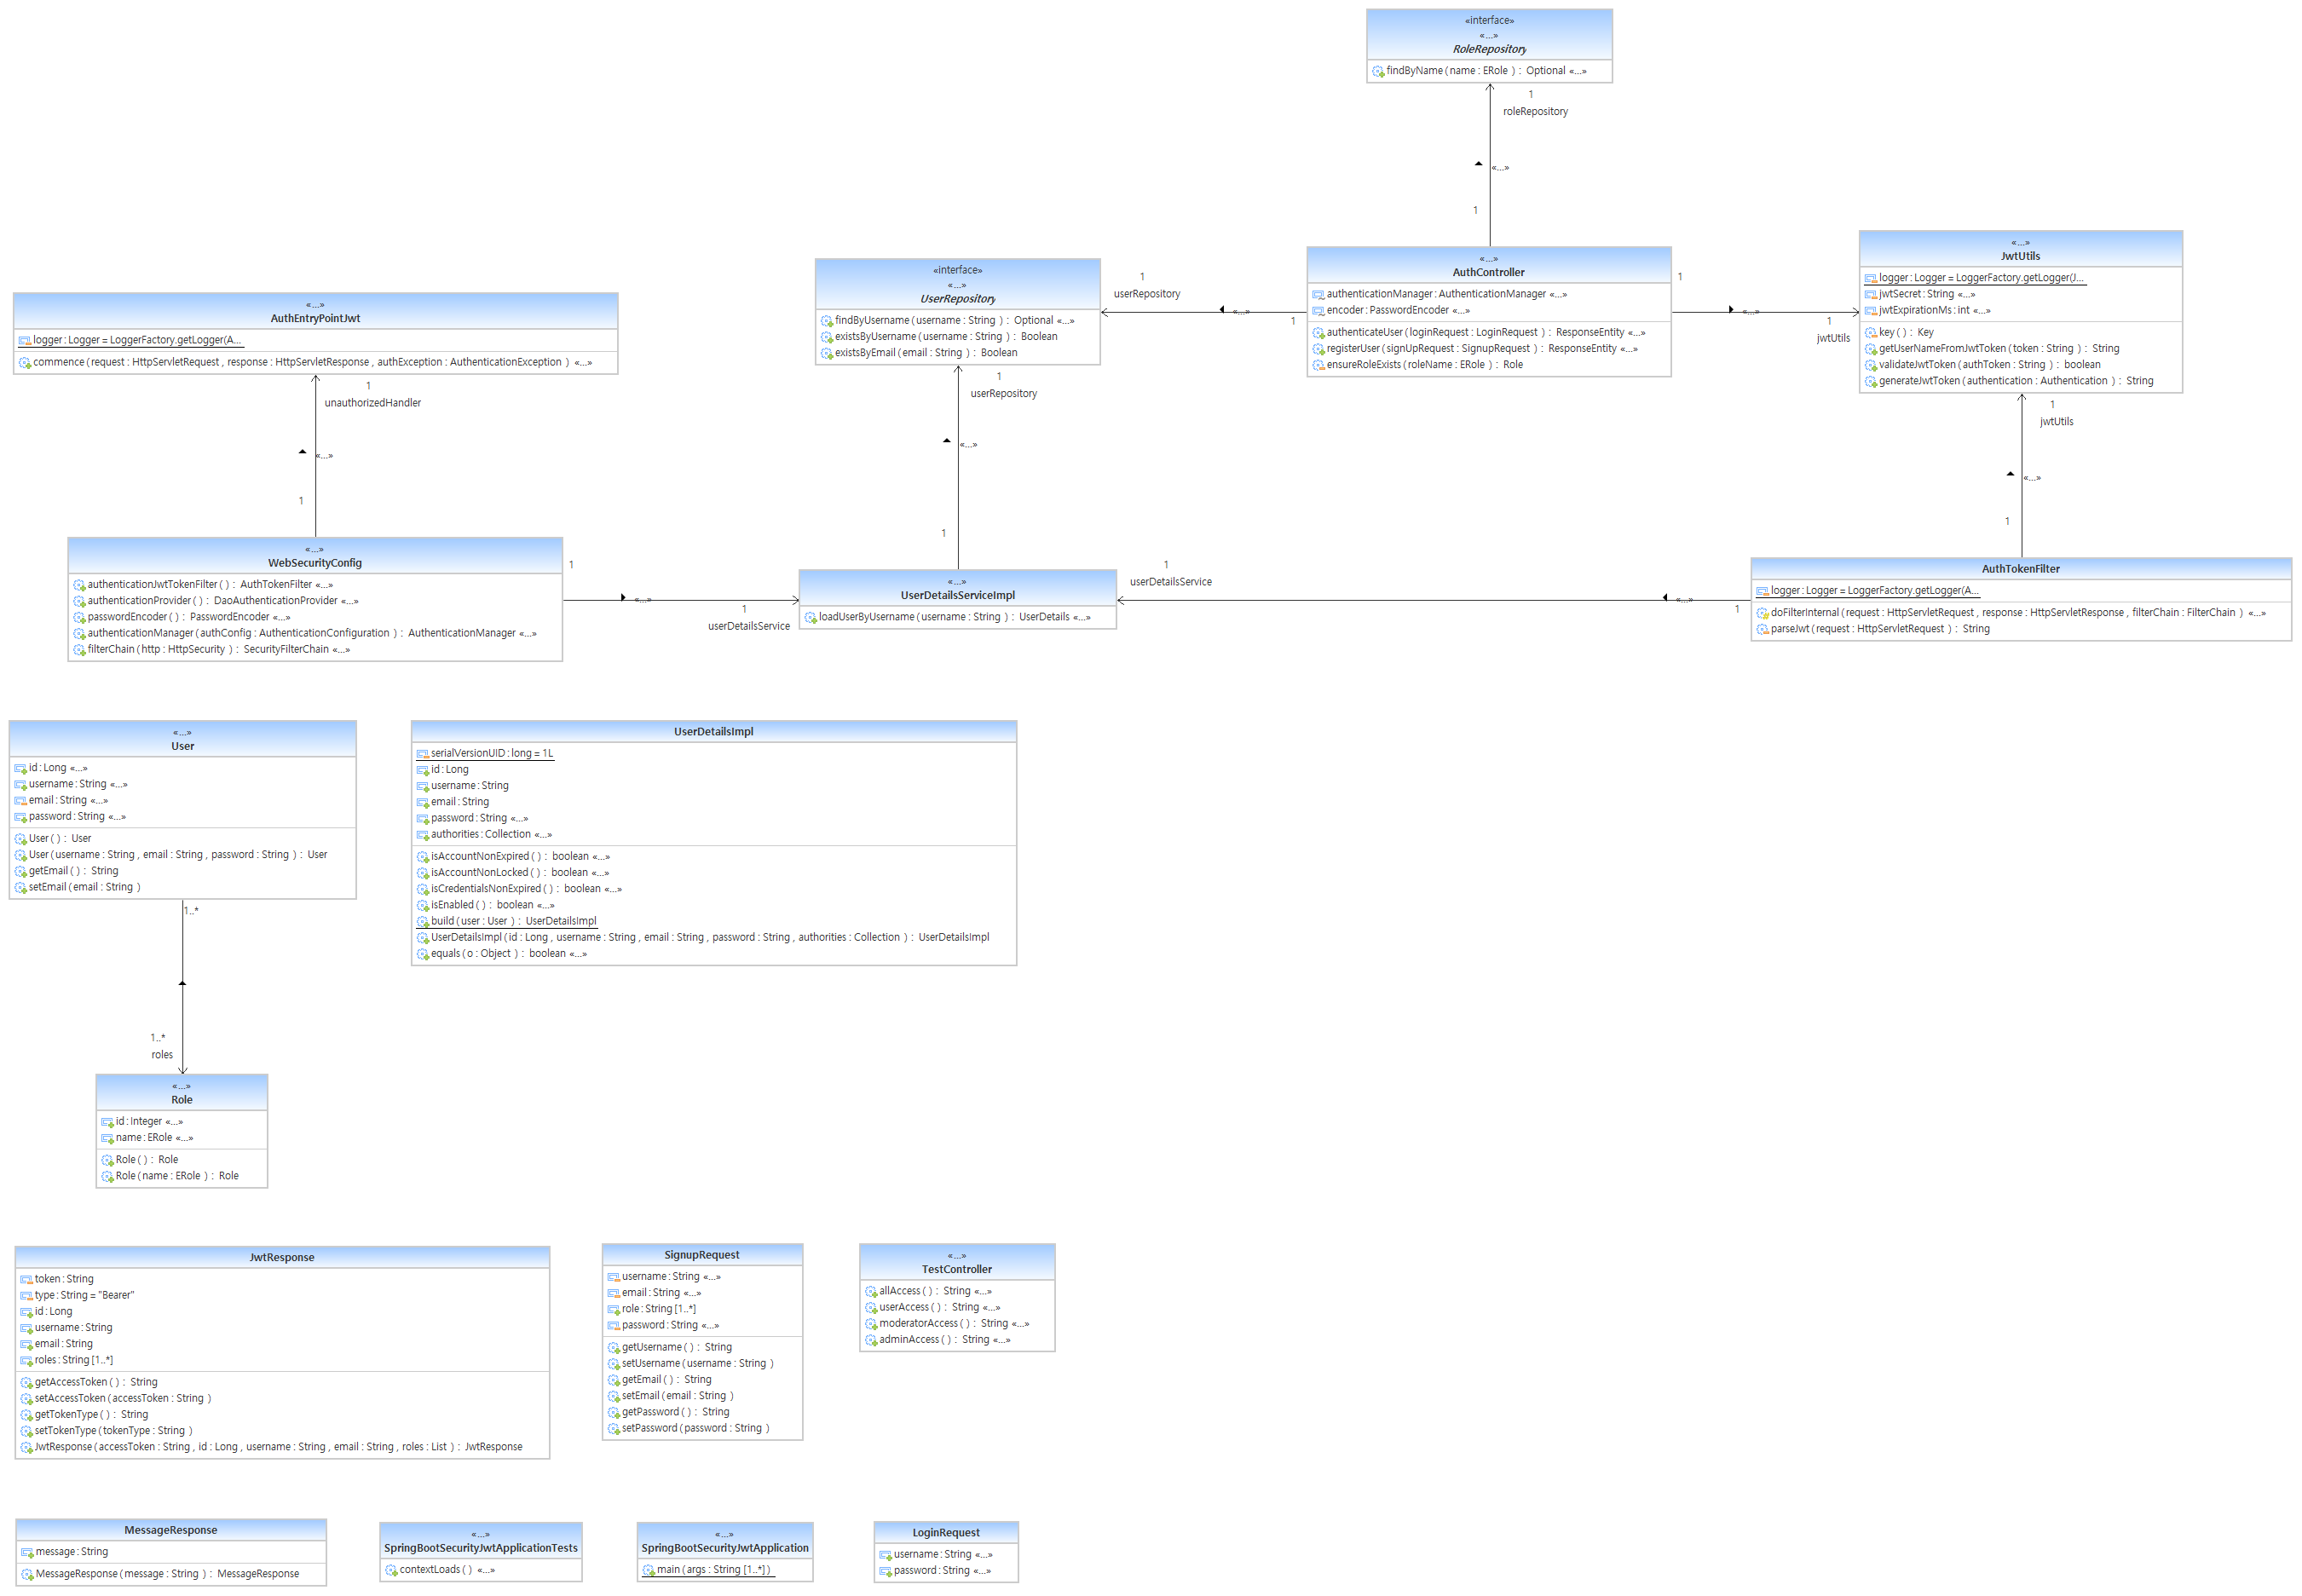 «interface»
«...»
RoleRepository
findByName ( name : ERole ) : Optional «...»
1
roleRepository
«...»
1
«...»
AuthController
authenticationManager : AuthenticationManager «...»
encoder : PasswordEncoder «...»
authenticateUser ( loginRequest : LoginRequest ) : ResponseEntity «...»
registerUser ( signUpRequest : SignupRequest ) : ResponseEntity «...»
ensureRoleExists ( roleName : ERole ) : Role
«interface»
«...»
UserRepository
findByUsername ( username : String ) : Optional «...»
existsByUsername ( username : String ) : Boolean
existsByEmail ( email : String ) : Boolean
1
userRepository
«...»
1
1
«...»
1
jwtUtils
«...»
JwtUtils
logger : Logger = LoggerFactory.getLogger(J...
jwtSecret : String «...»
jwtExpirationMs : int «...»
key ( ) : Key
getUserNameFromJwtToken ( token : String ) : String
validateJwtToken ( authToken : String ) : boolean
generateJwtToken ( authentication : Authentication ) : String
«...»
AuthEntryPointJwt
logger : Logger = LoggerFactory.getLogger(A...
commence ( request : HttpServletRequest , response : HttpServletResponse , authException : AuthenticationException ) «...»
1
unauthorizedHandler
«...»
1
1
userRepository
«...»
1
1
jwtUtils
«...»
1
«...»
WebSecurityConfig
authenticationJwtTokenFilter ( ) : AuthTokenFilter «...»
authenticationProvider ( ) : DaoAuthenticationProvider «...»
passwordEncoder ( ) : PasswordEncoder «...»
authenticationManager ( authConfig : AuthenticationConfiguration ) : AuthenticationManager «...»
filterChain ( http : HttpSecurity ) : SecurityFilterChain «...»
1
«...»
1
userDetailsService
«...»
UserDetailsServiceImpl
loadUserByUsername ( username : String ) : UserDetails «...»
1
userDetailsService
«...»
1
AuthTokenFilter
logger : Logger = LoggerFactory.getLogger(A...
doFilterInternal ( request : HttpServletRequest , response : HttpServletResponse , filterChain : FilterChain ) «...»
parseJwt ( request : HttpServletRequest ) : String
«...»
User
id : Long «...»
username : String «...»
email : String «...»
password : String «...»
User ( ) : User
User ( username : String , email : String , password : String ) : User
getEmail ( ) : String
setEmail ( email : String )
1..*
1..*
roles
UserDetailsImpl
serialVersionUID : long = 1L
id : Long
username : String
email : String
password : String «...»
authorities : Collection «...»
isAccountNonExpired ( ) : boolean «...»
isAccountNonLocked ( ) : boolean «...»
isCredentialsNonExpired ( ) : boolean «...»
isEnabled ( ) : boolean «...»
build ( user : User ) : UserDetailsImpl
UserDetailsImpl ( id : Long , username : String , email : String , password : String , authorities : Collection ) : UserDetailsImpl
equals ( o : Object ) : boolean «...»
«...»
Role
id : Integer «...»
name : ERole «...»
Role ( ) : Role
Role ( name : ERole ) : Role
JwtResponse
token : String
type : String = "Bearer"
id : Long
username : String
email : String
roles : String [1..*]
getAccessToken ( ) : String
setAccessToken ( accessToken : String )
getTokenType ( ) : String
setTokenType ( tokenType : String )
JwtResponse ( accessToken : String , id : Long , username : String , email : String , roles : List ) : JwtResponse
SignupRequest
username : String «...»
email : String «...»
role : String [1..*]
password : String «...»
getUsername ( ) : String
setUsername ( username : String )
getEmail ( ) : String
setEmail ( email : String )
getPassword ( ) : String
setPassword ( password : String )
«...»
TestController
allAccess ( ) : String «...»
userAccess ( ) : String «...»
moderatorAccess ( ) : String «...»
adminAccess ( ) : String «...»
MessageResponse
message : String
MessageResponse ( message : String ) : MessageResponse
«...»
SpringBootSecurityJwtApplicationTests
contextLoads ( ) «...»
«...»
SpringBootSecurityJwtApplication
main ( args : String [1..*] )
LoginRequest
username : String «...»
password : String «...»